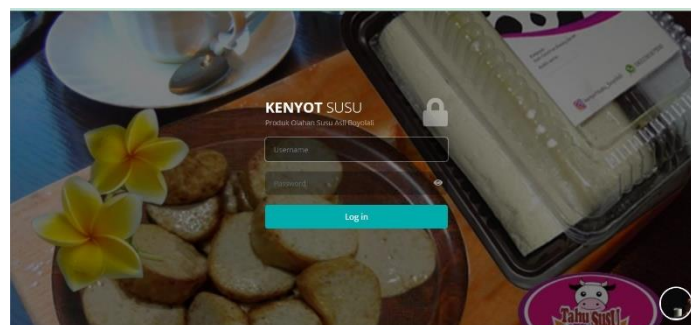 KENYOT SUSU
Produk Olahan Susu Asli Boyolali
Username
Password
Log in
Tahu SUSU